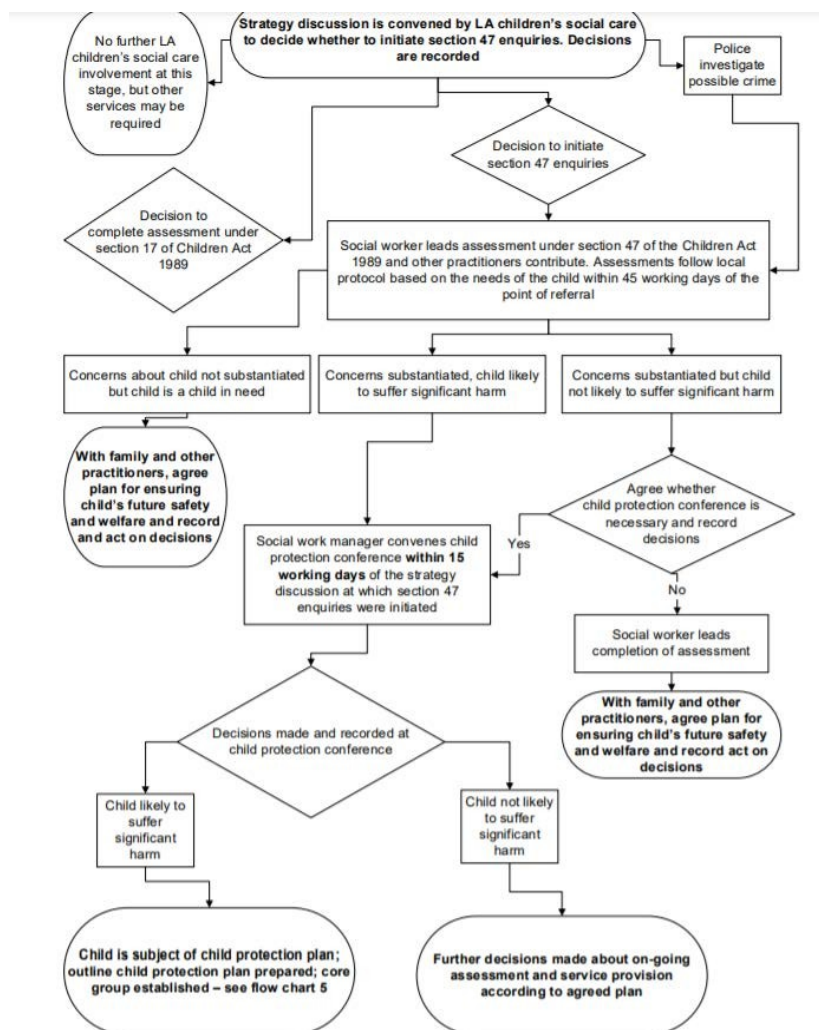 Strategy discussion is convened by LA children's social care
to decide whether to initiate section 47 enquiries. Decisions
are recorded
No further LA
children's social care
involvement at this
stage, but other
services may be
required
Police
investigate
possible crime
Decision to initiate
section 47 enquiries
Decision to
complete assessment under
section 17 of Children Act
1989
Social worker leads assessment under section 47 of the Children Act
1989 and other practitioners contribute. Assessments follow local
protocol based on the needs of the child within 45 working days of the
point of referral
Concerns about child not substantiated
but child is a child in need
Concerns substantiated, child likely
to suffer significant harm
Concerns substantiated but child
not likely to suffer significant harm
With family and other
practitioners, agree
plan for ensuring
child's future safety
and welfare and record
and act on decisions
Agree whether
child protection conference is
necessary and record
decisions
Yes
No
Social work manager convenes child
protection conference within 15
working days of the strategy
discussion at which section 47
enquiries were initiated
Social worker leads
completion of assessment
With family and other
practitioners, agree plan for
ensuring child's future safety
and welfare and record act on
decisions
Decisions made and recorded at
child protection conference
Child likely to
suffer
significant
harm
Child not likely
to suffer
significant
harm
Child is subject of child protection plan;
outline child protection plan prepared; core
group established – see flow chart 5
Further decisions made about on-going
assessment and service provision
according to agreed plan